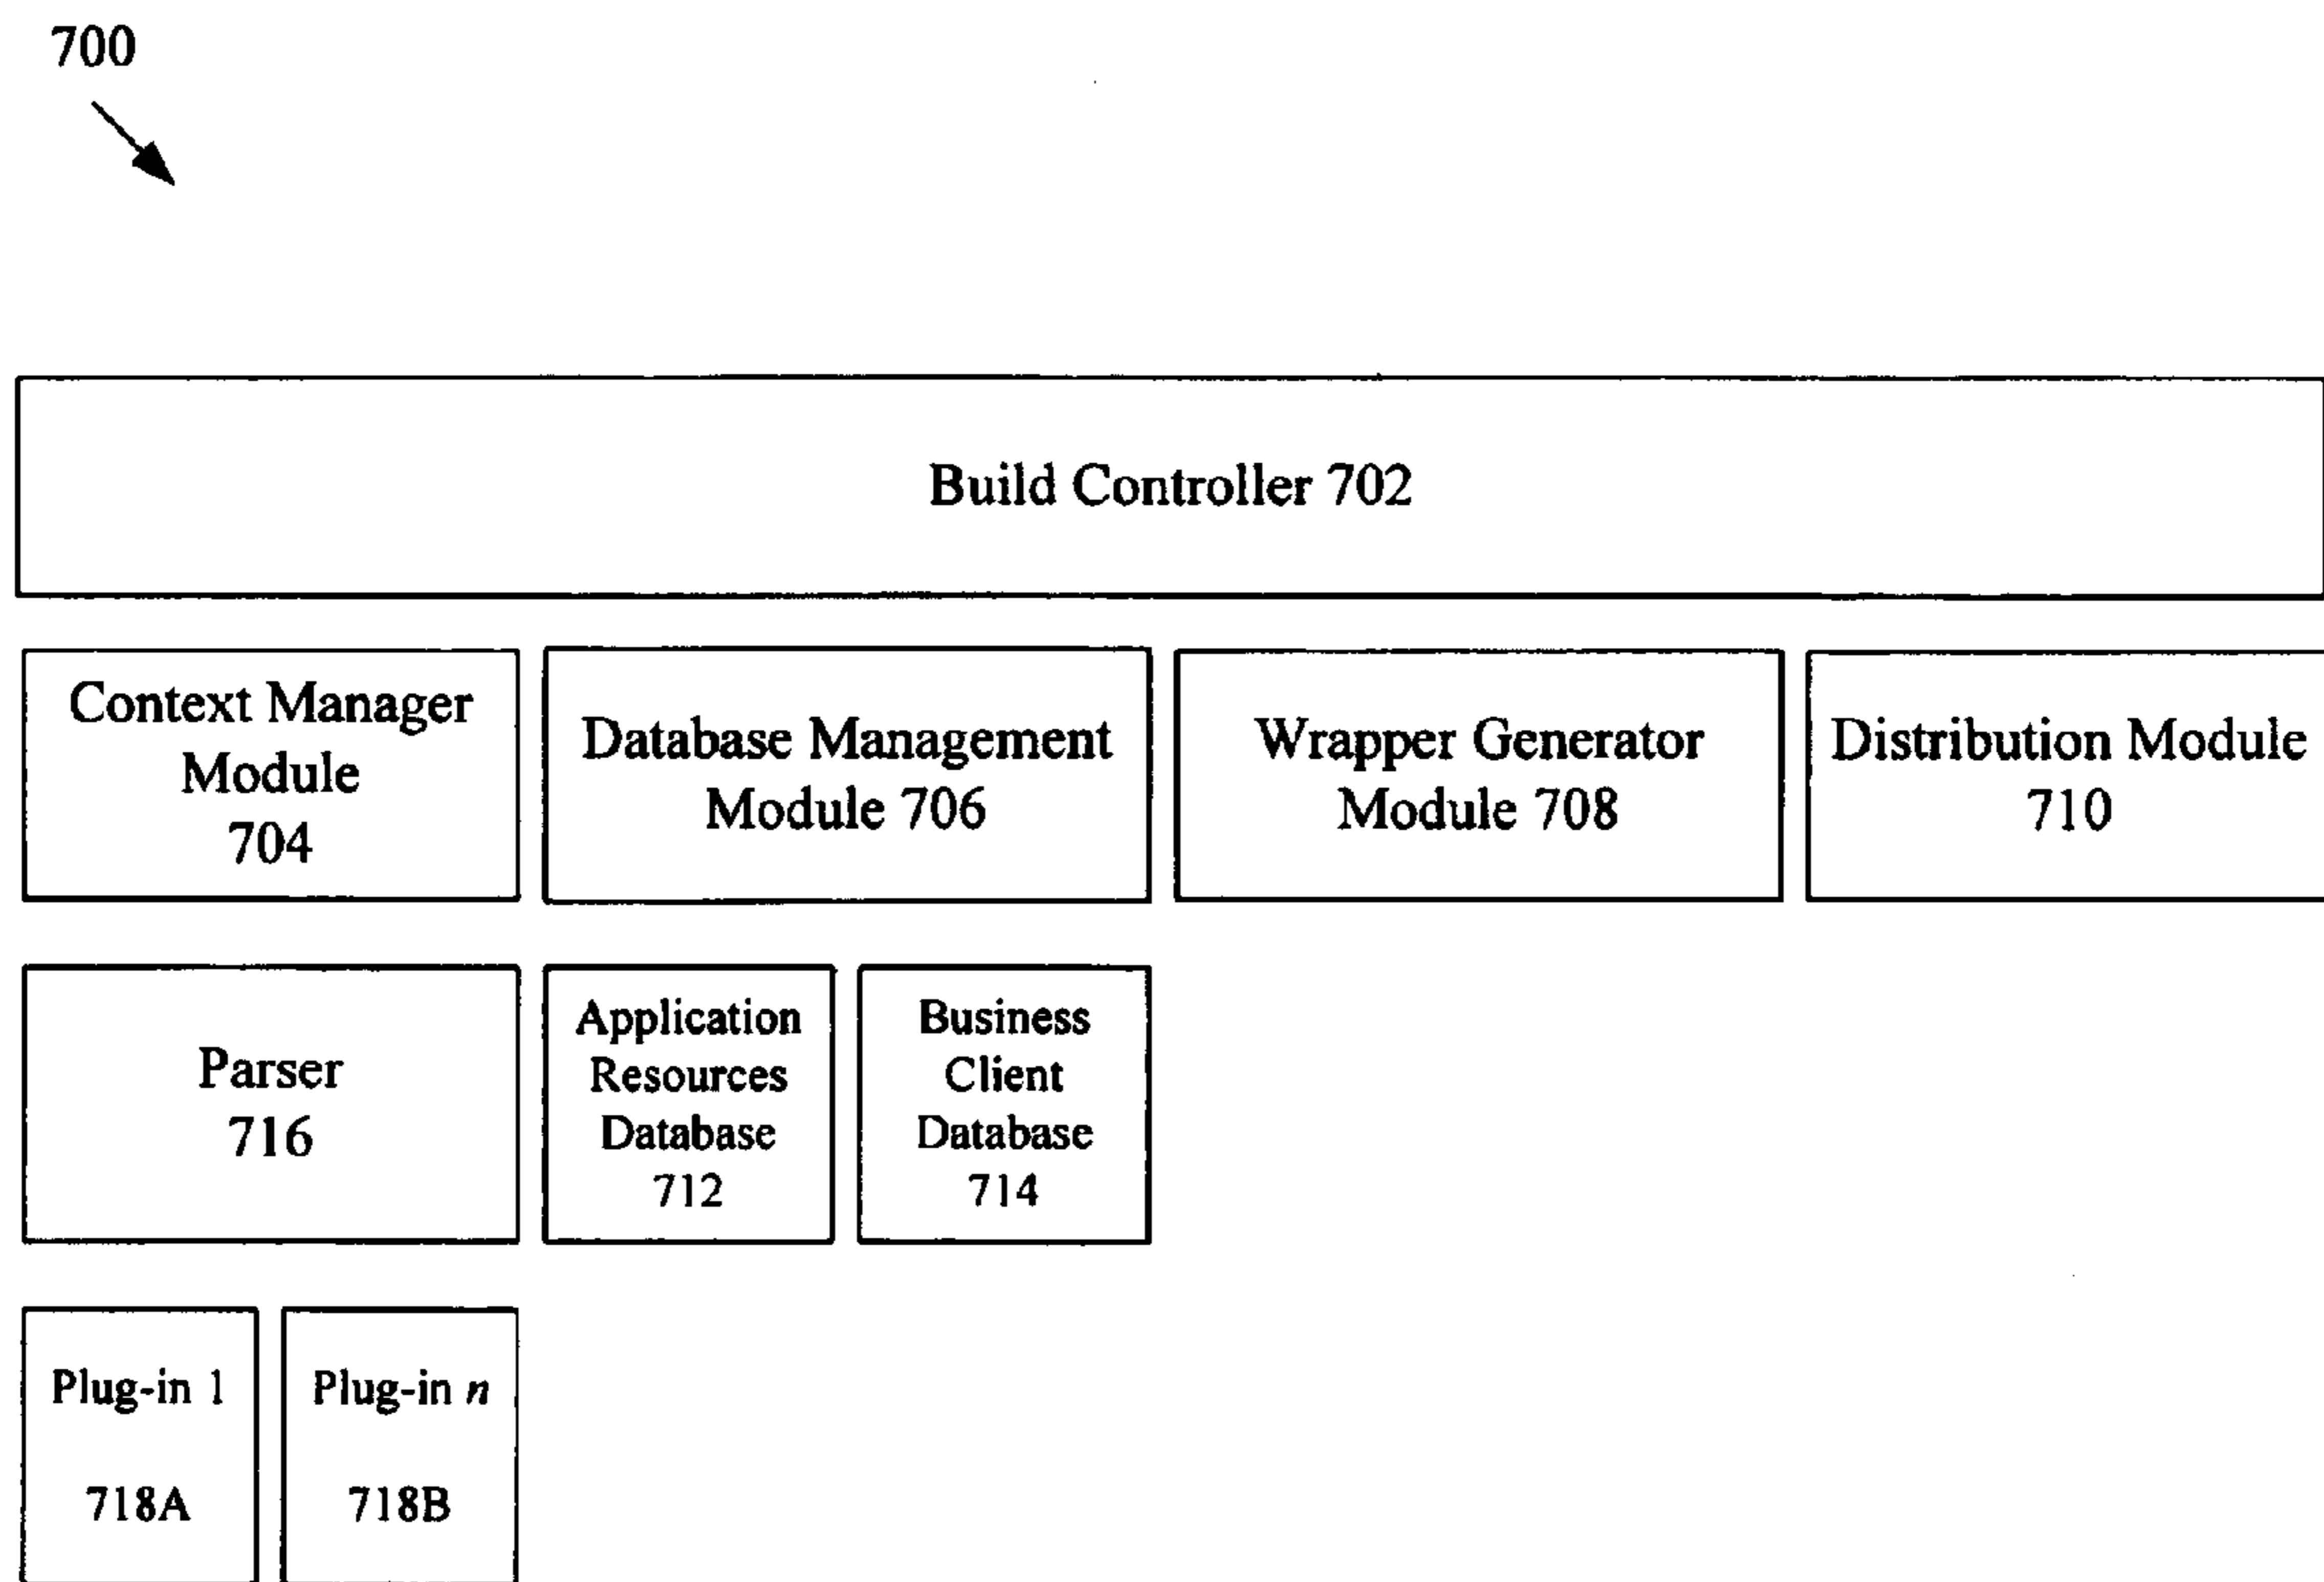 700
Build Controller 702
Context Manager
Module
704
Database Management
Module 706
Wrapper Generator
Module 708
Distribution Module
710
Parser
716
Application
Resources
Database
712
Business
Client
Database
714
Plug-in 1
718A
Plug-in n
718B